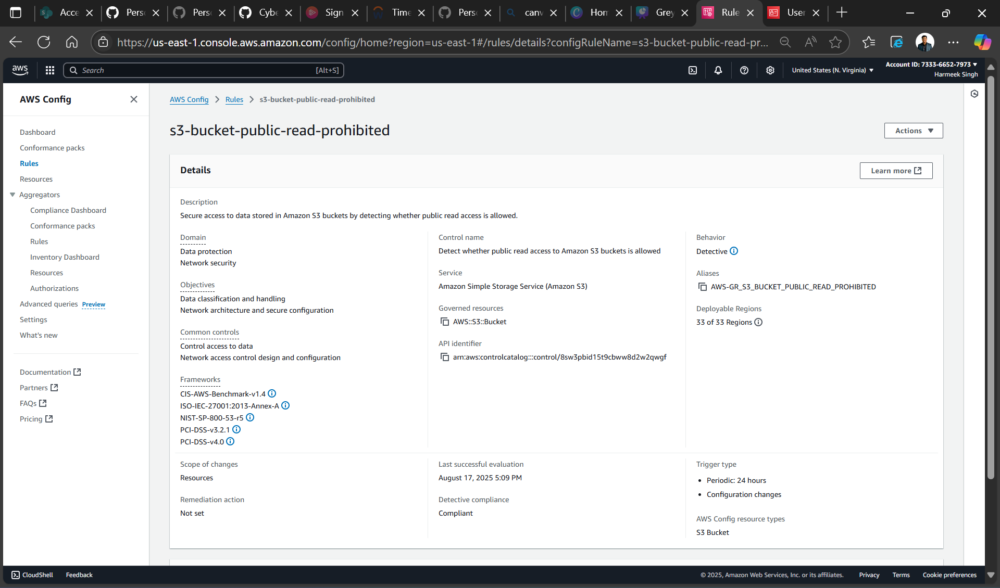 Acce
Pers
Pers
Cybe
Sign
Time
Pers
canv
Hom
Grey
Rule
User
https://us-east-1.console.aws.amazon.com/config/home?region=us-east-1#/rules/details?configRuleName=s3-bucket-public-read-pr...
aws
Search
[Alt+S]
United States (N. Virginia)
Account ID: 7333-6652-7973
Harmeek Singh
AWS Config
Dashboard
Conformance packs
Rules
Resources
Aggregators
Compliance Dashboard
Conformance packs
Rules
Inventory Dashboard
Resources
Authorizations
Advanced queries Preview
Settings
What's new
Documentation
Partners
FAQs
Pricing
AWS Config > Rules > s3-bucket-public-read-prohibited
s3-bucket-public-read-prohibited
Actions
Details
Learn more
Description
Secure access to data stored in Amazon S3 buckets by detecting whether public read access is allowed.
Domain
Data protection
Network security
Objectives
Data classification and handling
Network architecture and secure configuration
Common controls
Control access to data
Network access control design and configuration
Frameworks
CIS-AWS-Benchmark-v1.4
ISO-IEC-27001:2013-Annex-A
NIST-SP-800-53-r5
PCI-DSS-v3.2.1
PCI-DSS-v4.0
Control name
Detect whether public read access to Amazon S3 buckets is allowed
Service
Amazon Simple Storage Service (Amazon S3)
Governed resources
AWS::S3::Bucket
API identifier
arn:aws:controlcatalog:::control/8sw3pbid15t9cbww8d2w2qwgf
Behavior
Detective
Aliases
AWS-GR_S3_BUCKET_PUBLIC_READ_PROHIBITED
Deployable Regions
33 of 33 Regions
Scope of changes
Resources
Remediation action
Not set
Last successful evaluation
August 17, 2025 5:09 PM
Detective compliance
Compliant
Trigger type
• Periodic: 24 hours
• Configuration changes
AWS Config resource types
S3 Bucket
CloudShell
Feedback
© 2025, Amazon Web Services, Inc. or its affiliates.
Privacy
Terms
Cookie preferences